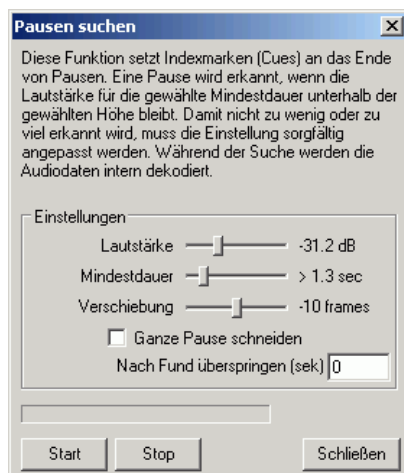 Pausen suchen
Diese Funktion setzt Indexmarken (Cues) an das Ende
von Pausen. Eine Pause wird erkannt, wenn die
Lautstärke für die gewählte Mindestdauer unterhalb der
gewählten Höhe bleibt. Damit nicht zu wenig oder zu
viel erkannt wird, muss die Einstellung sorgfältig
angepasst werden. Während der Suche werden die
Audiodaten intern dekodiert.
Einstellungen
Lautstärke -31.2 dB
Mindestdauer > 1.3 sec
Verschiebung -10 frames
Ganze Pause schneiden
Nach Fund überspringen (sek) 0
Start Stop Schließen